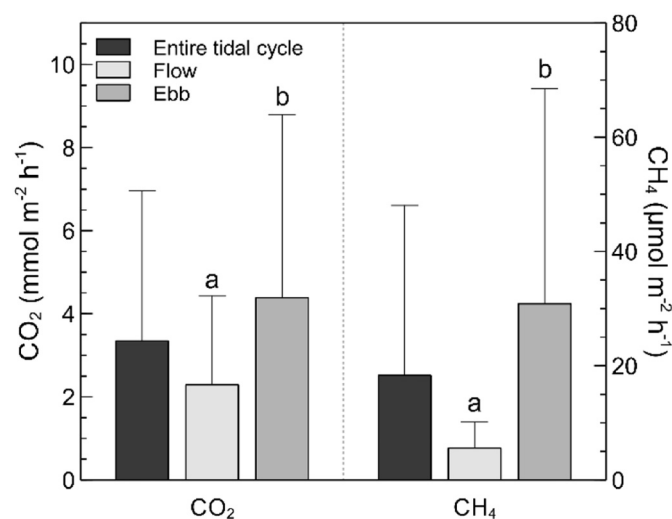 Entire tidal cycle
Flow
Ebb
CO₂ (mmol m⁻² h⁻¹)
10
8
6
4
2
0
a
b
a
b
80
60
40
20
0
CH₄ (μmol m⁻² h⁻¹)
CO₂
CH₄